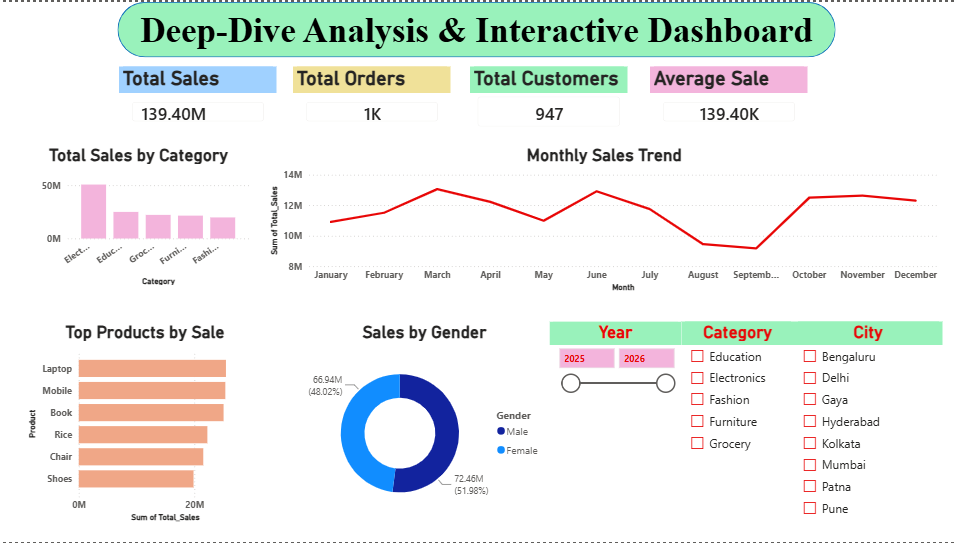 Deep-Dive Analysis & Interactive Dashboard
Total Sales
139.40M
Total Orders
1K
Total Customers
947
Average Sale
139.40K
Total Sales by Category
50M
0M
Elect...
Educ...
Groc...
Furni...
Fashi...
Category
Monthly Sales Trend
Sum of Total_Sales
14M
12M
10M
8M
January
February
March
April
May
June
July
August
Septemb...
October
November
December
Month
Top Products by Sale
Product
Laptop
Mobile
Book
Rice
Chair
Shoes
0M
20M
Sum of Total_Sales
Sales by Gender
66.94M
(48.02%)
72.46M
(51.98%)
Gender
Male
Female
Year
2025
2026
Category
Education
Electronics
Fashion
Furniture
Grocery
City
Bengaluru
Delhi
Gaya
Hyderabad
Kolkata
Mumbai
Patna
Pune